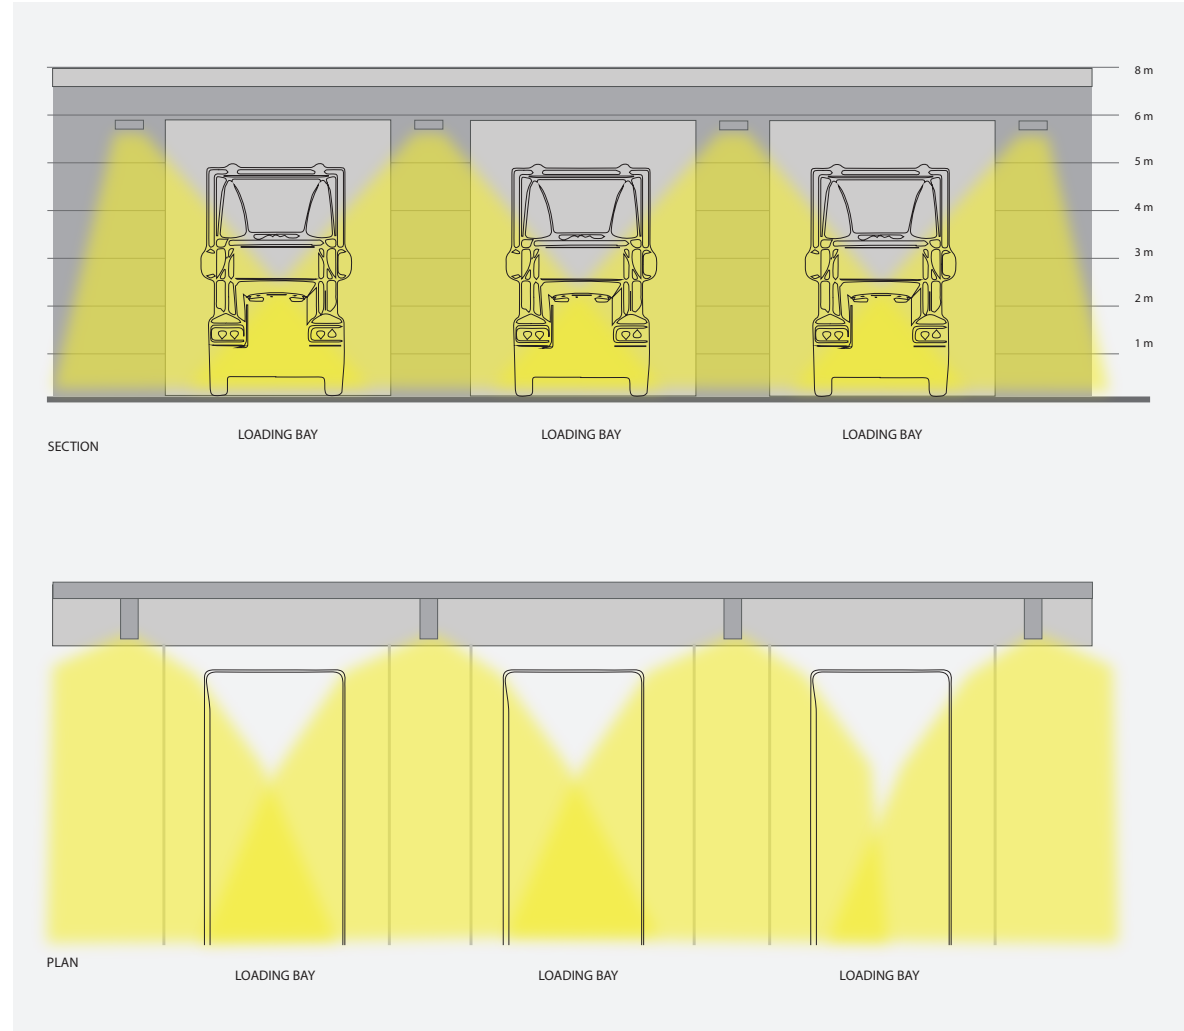 8 m
6 m
5 m
4 m
3 m
2 m
1 m
LOADING BAY
LOADING BAY
LOADING BAY
SECTION
PLAN
LOADING BAY
LOADING BAY
LOADING BAY